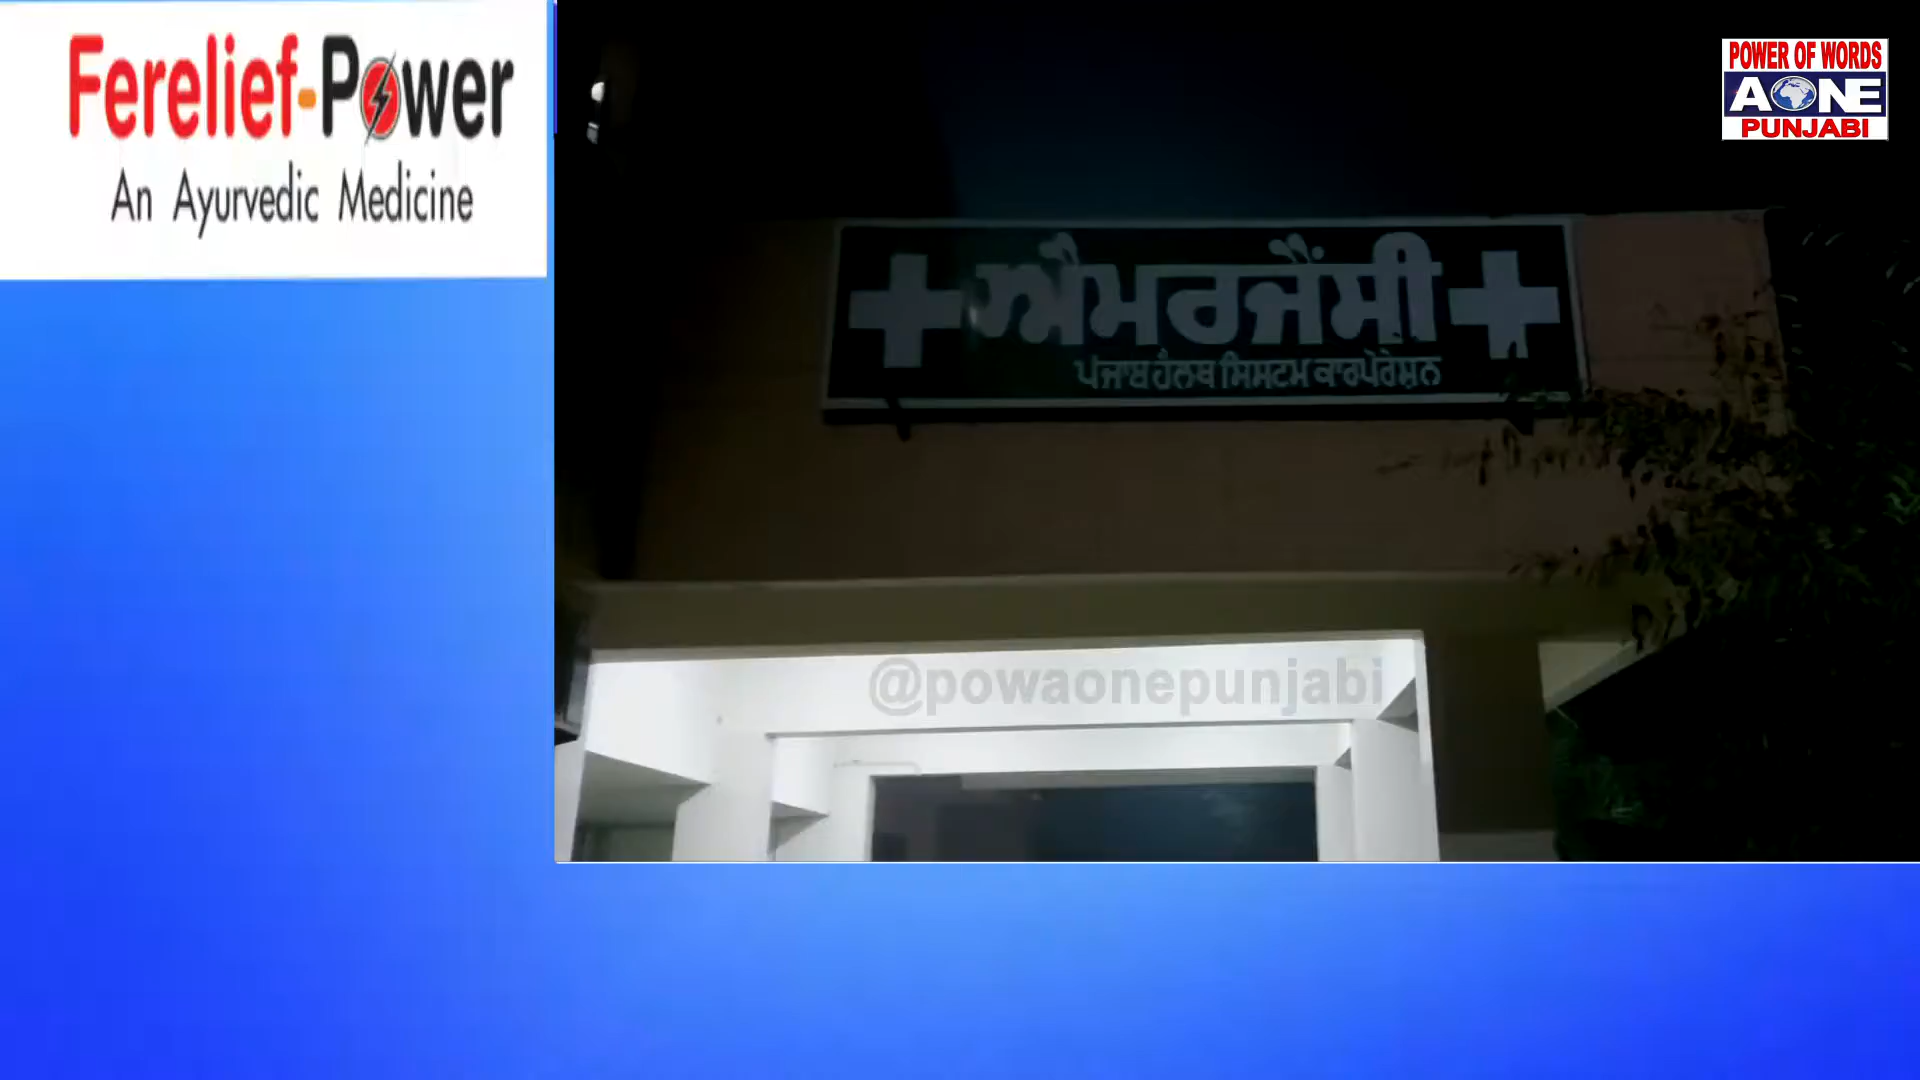 Ferelief-Power
An Ayurvedic Medicine
POWER OF WORDS
AONE
PUNJABI
ਐਮਰਜੈਂਸੀ
ਪੰਜਾਬ ਹੈਲਥ ਸਿਸਟਮ ਕਾਰਪੋਰੇਸ਼ਨ
@powaonepunjabi